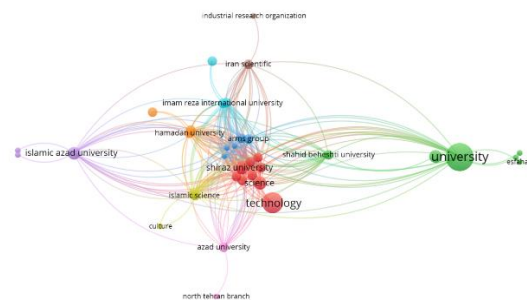 industrial research organization
iran scientific
imam reza international university
hamadan university
arms group
islamic azad university
shahid beheshti university
university
shiraz university
science
islamic science
technology
culture
azad university
north tehran branch